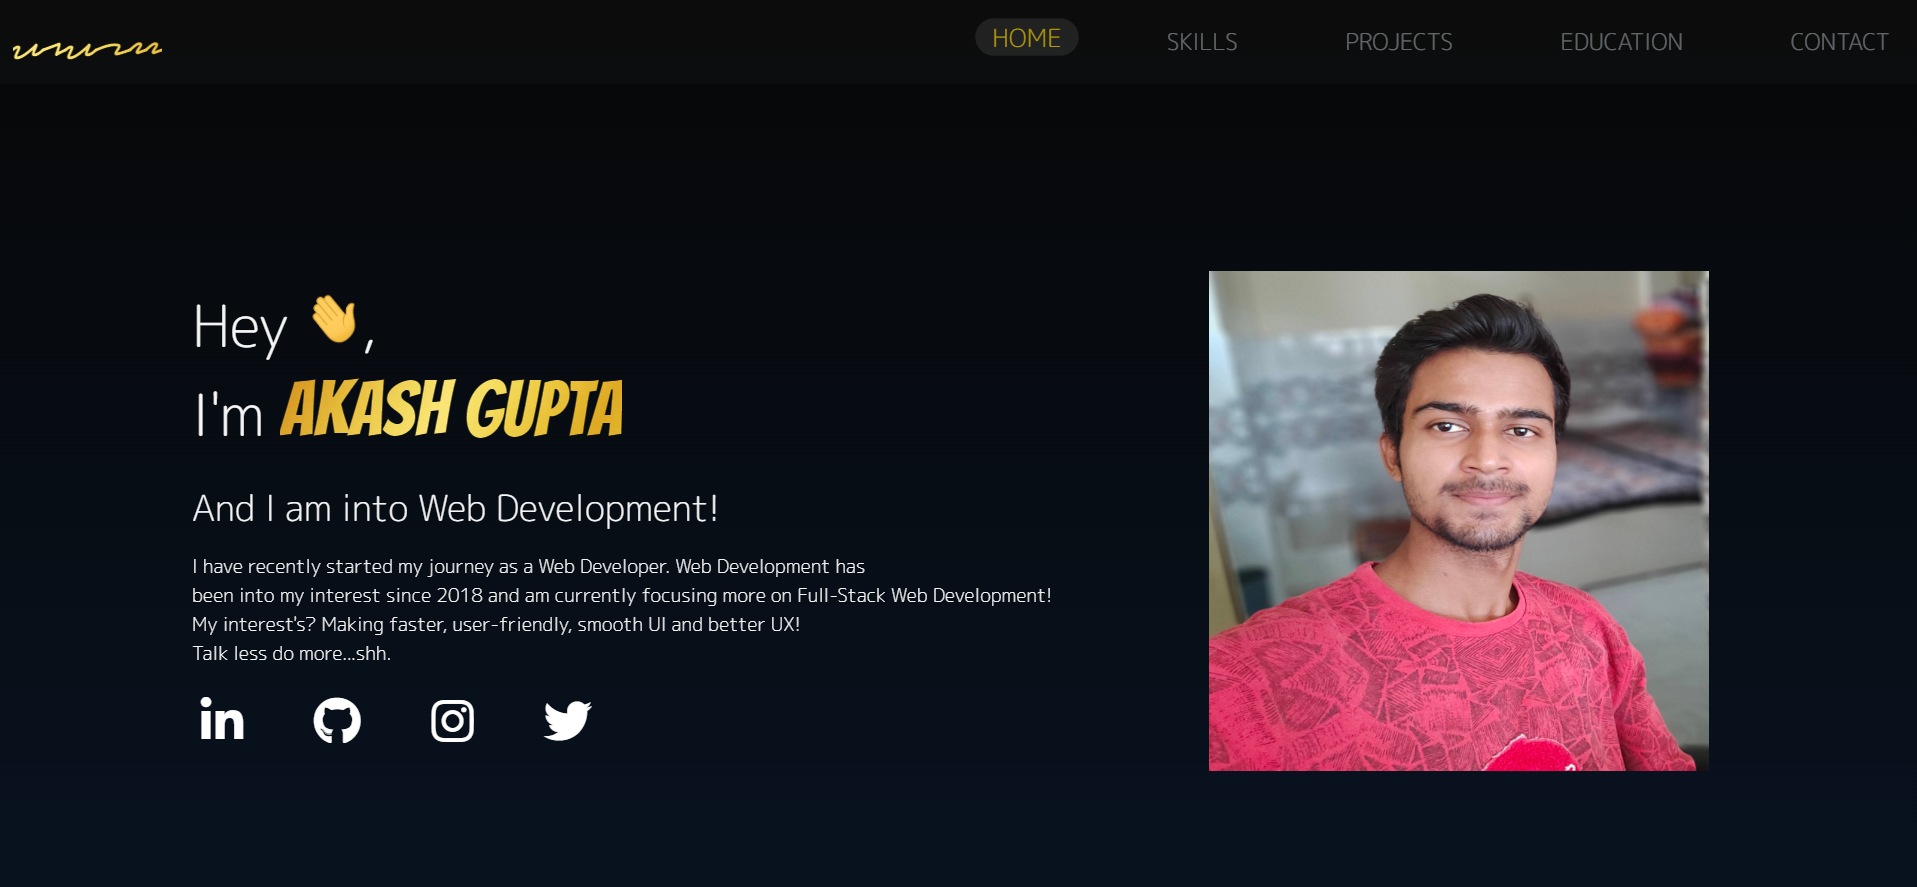 HOME
SKILLS
PROJECTS
EDUCATION
CONTACT
Hey 👋,
I'm AKASH GUPTA
And I am into Web Development!
I have recently started my journey as a Web Developer. Web Development has
been into my interest since 2018 and am currently focusing more on Full-Stack Web Development!
My interest's? Making faster, user-friendly, smooth UI and better UX!
Talk less do more...shh.
in